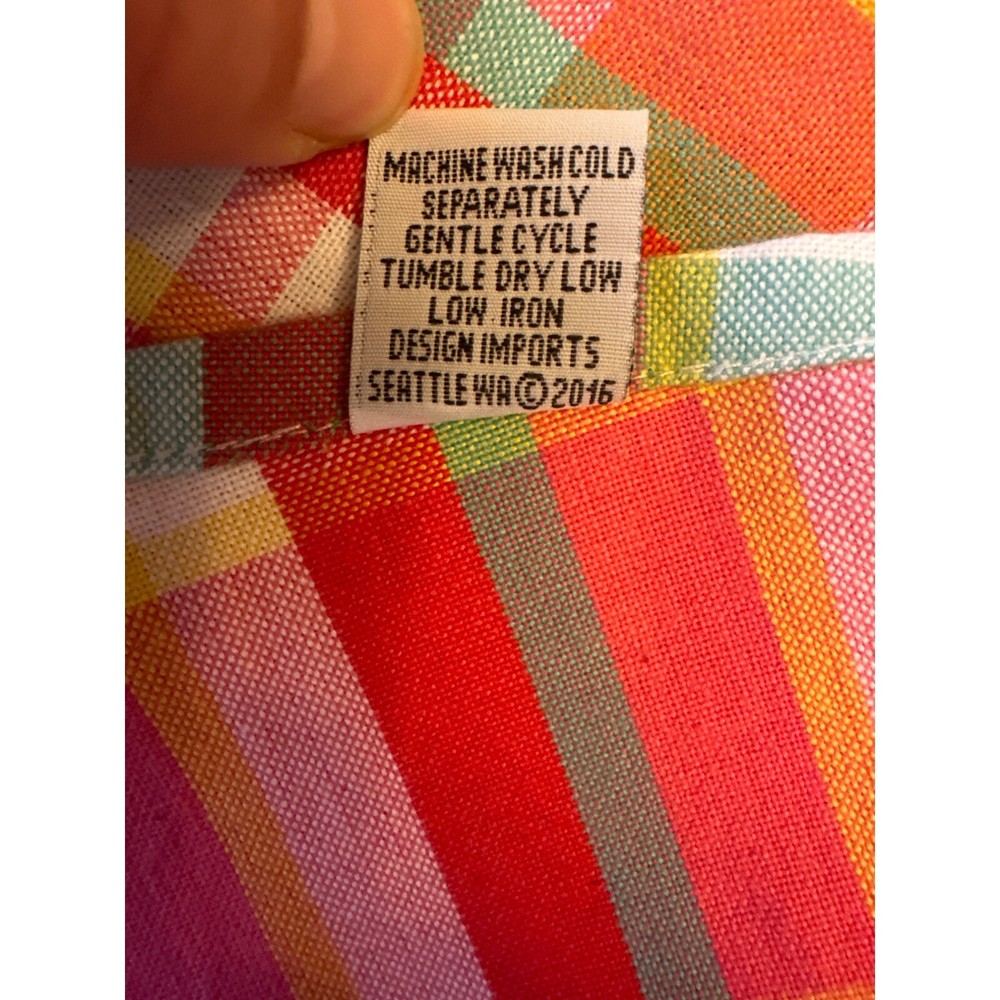 MACHINE WASH COLD
SEPARATELY
GENTLE CYCLE
TUMBLE DRY LOW
LOW IRON
DESIGN IMPORTS
SEATTLE WA © 2016